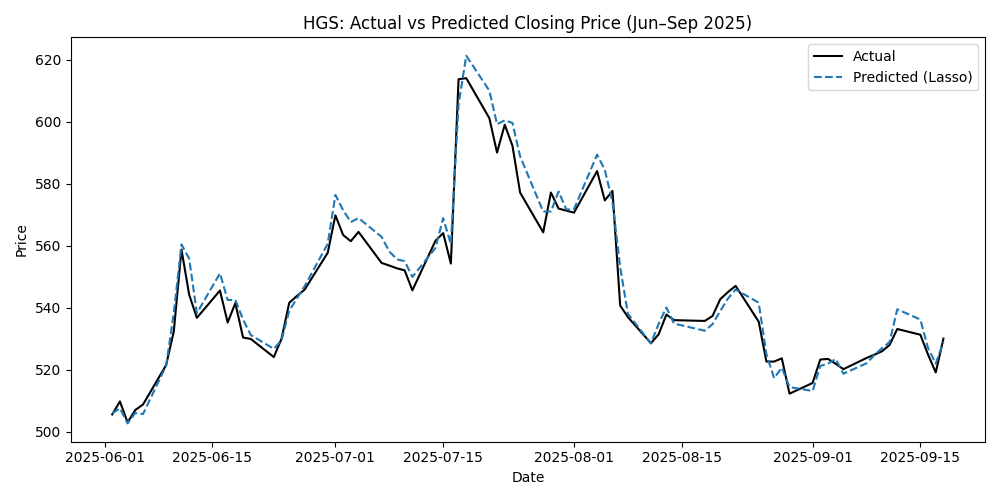 HGS: Actual vs Predicted Closing Price (Jun–Sep 2025)
Actual
Predicted (Lasso)
Price
620
600
580
560
540
520
500
2025-06-01 2025-06-15 2025-07-01 2025-07-15 2025-08-01 2025-08-15 2025-09-01 2025-09-15
Date